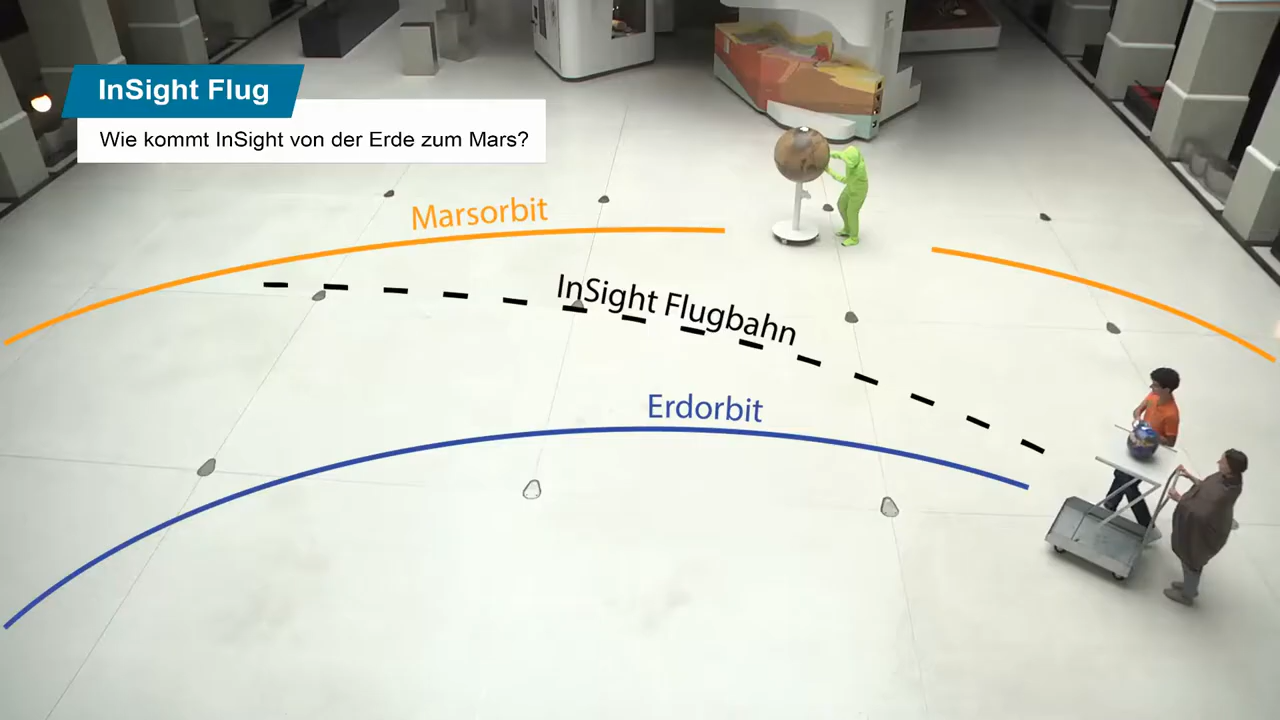 InSight Flug
Wie kommt InSight von der Erde zum Mars?
Marsorbit
InSight Flugbahn
Erdorbit